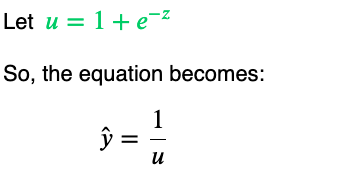 Let u = 1 + e⁻ᶻ
So, the equation becomes:
ŷ = 1/u